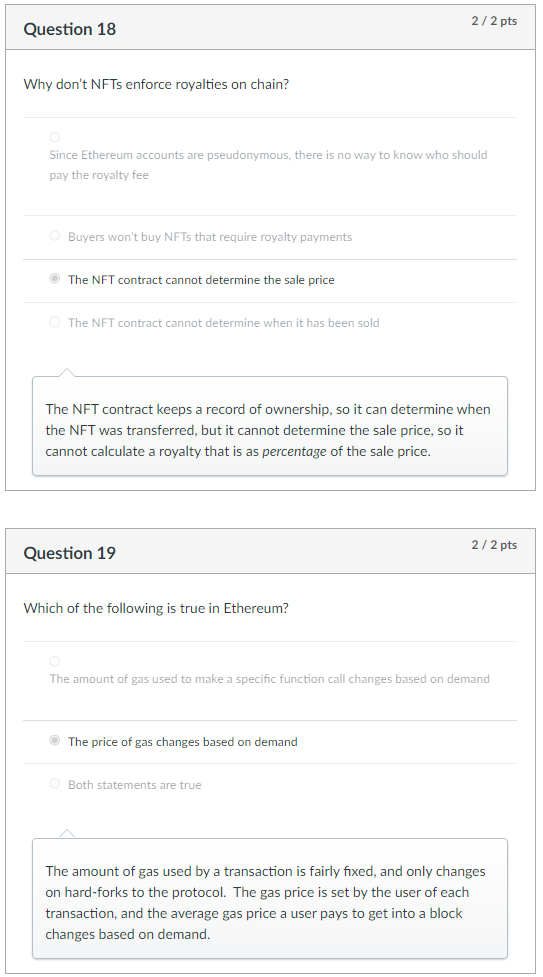 Question 18
2 / 2 pts
Why don't NFTs enforce royalties on chain?
Since Ethereum accounts are pseudonymous, there is no way to know who should
pay the royalty fee
Buyers won't buy NFTs that require royalty payments
The NFT contract cannot determine the sale price
The NFT contract cannot determine when it has been sold
The NFT contract keeps a record of ownership, so it can determine when
the NFT was transferred, but it cannot determine the sale price, so it
cannot calculate a royalty that is as percentage of the sale price.
Question 19
2 / 2 pts
Which of the following is true in Ethereum?
The amount of gas used to make a specific function call changes based on demand
The price of gas changes based on demand
Both statements are true
The amount of gas used by a transaction is fairly fixed, and only changes
on hard-forks to the protocol.  The gas price is set by the user of each
transaction, and the average gas price a user pays to get into a block
changes based on demand.